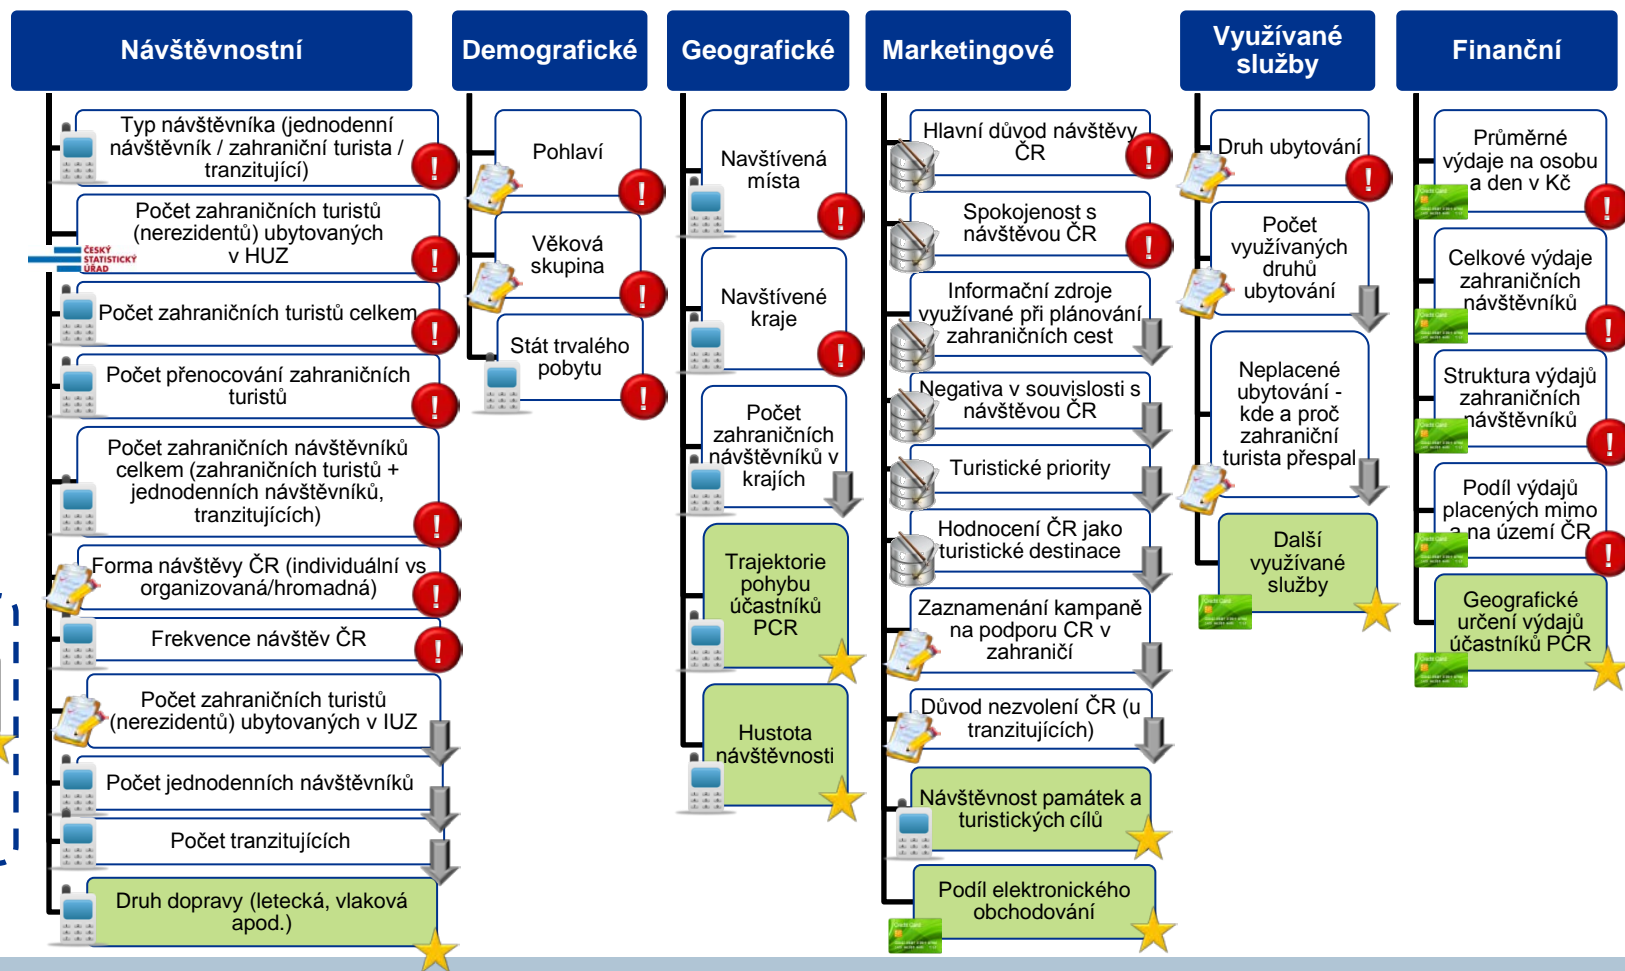 Návštěvnostní
Typ návštěvníka (jednodenní
návštěvník / zahraniční turista /
tranzitující)
Počet zahraničních turistů
(nerezidentů) ubytovaných
v HUZ
ČESKÝ
STATISTICKÝ
ÚŘAD
Počet zahraničních turistů celkem
Počet přenocování zahraničních
turistů
Počet zahraničních návštěvníků
celkem (zahraničních turistů +
jednodenních návštěvníků,
tranzitujících)
Forma návštěvy ČR (individuální vs
organizovaná/hromadná)
Frekvence návštěv ČR
Počet zahraničních turistů
(nerezidentů) ubytovaných v IUZ
Počet jednodenních návštěvníků
Počet tranzitujících
Druh dopravy (letecká, vlaková
apod.)
Demografické
Pohlaví
Věková
skupina
Stát trvalého
pobytu
Geografické
Navštívená
místa
Navštívené
kraje
Počet
zahraničních
návštěvníků v
krajích
Trajektorie
pohybu
účastníků
PCR
Hustota
návštěvnosti
Marketingové
Hlavní důvod návštěvy
ČR
Spokojenost s
návštěvou ČR
Informační zdroje
využívané při plánování
zahraničních cest
Negativa v souvislosti s
návštěvou ČR
Turistické priority
Hodnocení ČR jako
turistické destinace
Zaznamenání kampaně
na podporu CR v
zahraničí
Důvod nezvolení ČR (u
tranzitujících)
Návštěvnost památek a
turistických cílů
Podíl elektronického
obchodování
Využívané
služby
Druh ubytování
Počet
využívaných
druhů
ubytování
Neplacené
ubytování -
kde a proč
zahraniční
turista přespal
Další
využívané
služby
Finanční
Průměrné
výdaje na osobu
a den v Kč
Celkové výdaje
zahraničních
návštěvníků
Struktura výdajů
zahraničních
návštěvníků
Podíl výdajů
placených mimo
a na území ČR
Geografické
určení výdajů
účastníků PCR